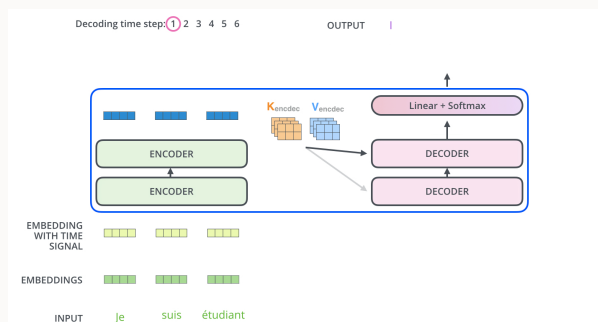 Decoding time step: 1 2 3 4 5 6
OUTPUT I
Linear + Softmax
Kencdec Vencdec
ENCODER
DECODER
ENCODER
DECODER
EMBEDDING
WITH TIME
SIGNAL
EMBEDDINGS
INPUT Je suis étudiant